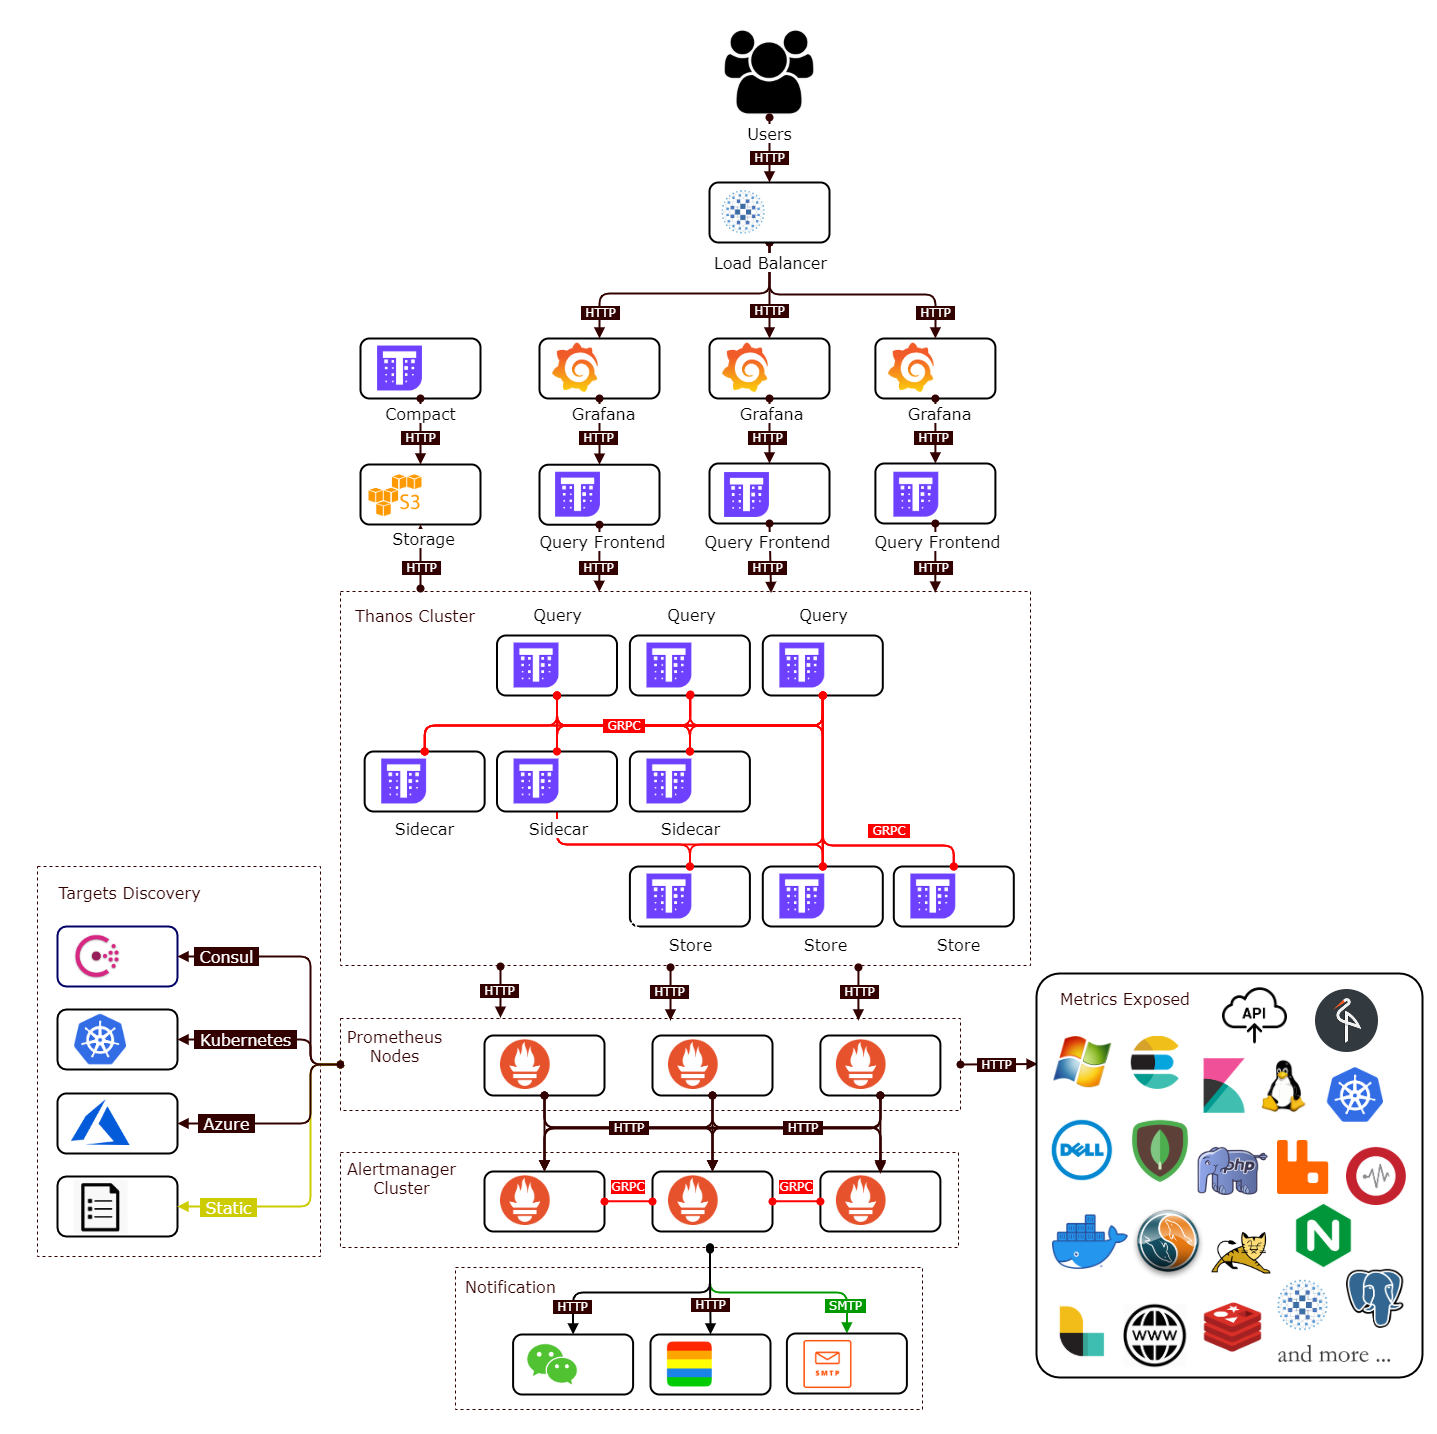 Users
HTTP
Load Balancer
HTTP
HTTP
HTTP
Compact
Grafana
Grafana
Grafana
HTTP
HTTP
HTTP
HTTP
S3
Storage
Query Frontend
Query Frontend
Query Frontend
HTTP
HTTP
HTTP
HTTP
Thanos Cluster
Query
Query
Query
GRPC
Sidecar
Sidecar
Sidecar
GRPC
Store
Store
Store
Targets Discovery
Consul
Kubernetes
Azure
Static
HTTP
HTTP
HTTP
Prometheus
Nodes
HTTP
HTTP
HTTP
Alertmanager
Cluster
GRPC
GRPC
Notification
HTTP
HTTP
SMTP
SMTP
Metrics Exposed
API
DELL
php
WWW
and more ...